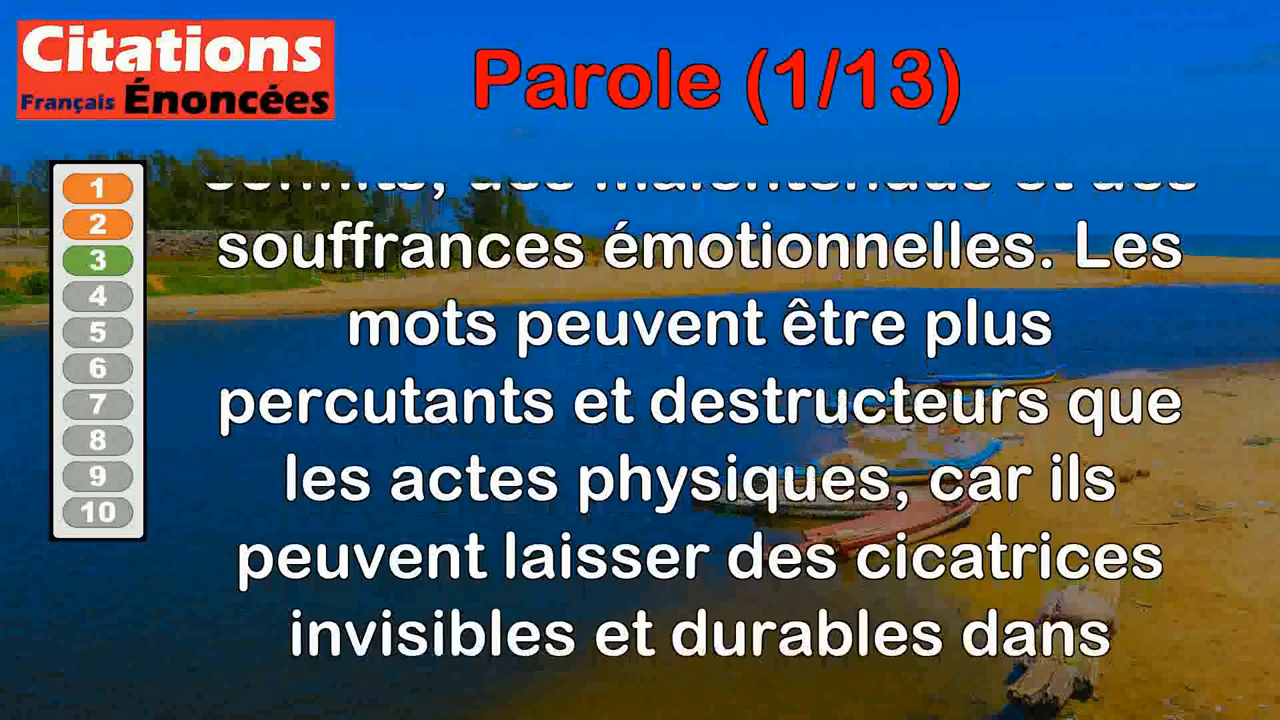 Citations
Français Énoncées
Parole (1/13)
1
2
3
4
5
6
7
8
9
10
souffrances émotionnelles. Les
mots peuvent être plus
percutants et destructeurs que
les actes physiques, car ils
peuvent laisser des cicatrices
invisibles et durables dans